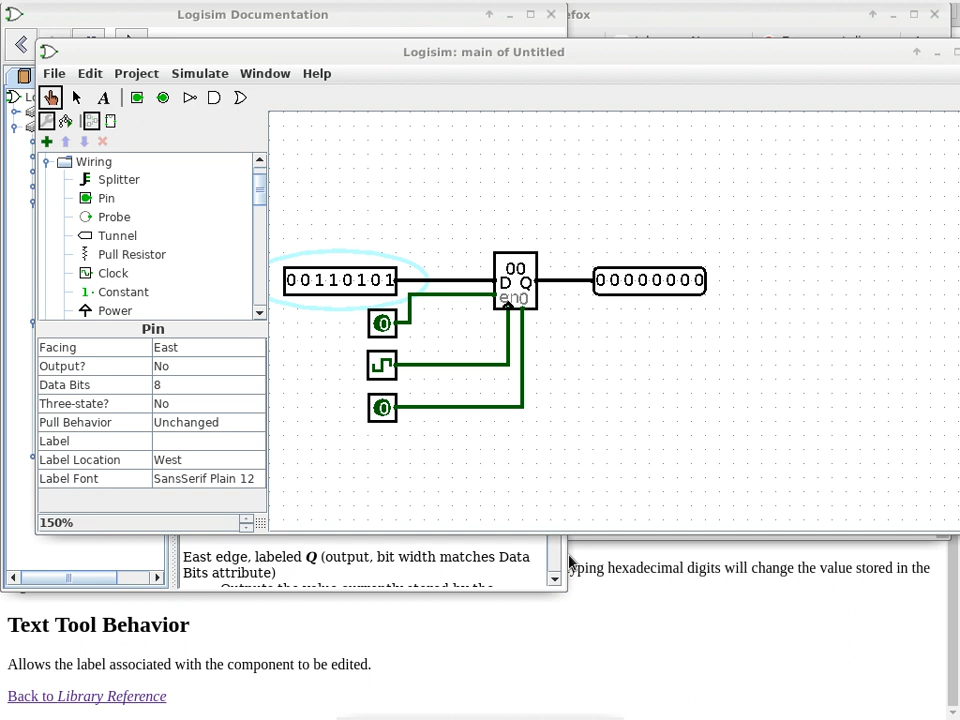 Logisim Documentation
efox
Logisim: main of Untitled
File Edit Project Simulate Window Help
A
Wiring
Splitter
Pin
Probe
Tunnel
Pull Resistor
Clock
1 Constant
Power
Pin
Facing East
Output? No
Data Bits 8
Three-state? No
Pull Behavior Unchanged
Label
Label Location West
Label Font SansSerif Plain 12
150%
00110101
00
D Q
en0
00000000
0
0
East edge, labeled Q (output, bit width matches Data
Bits attribute)
yping hexadecimal digits will change the value stored in the
Text Tool Behavior
Allows the label associated with the component to be edited.
Back to Library Reference